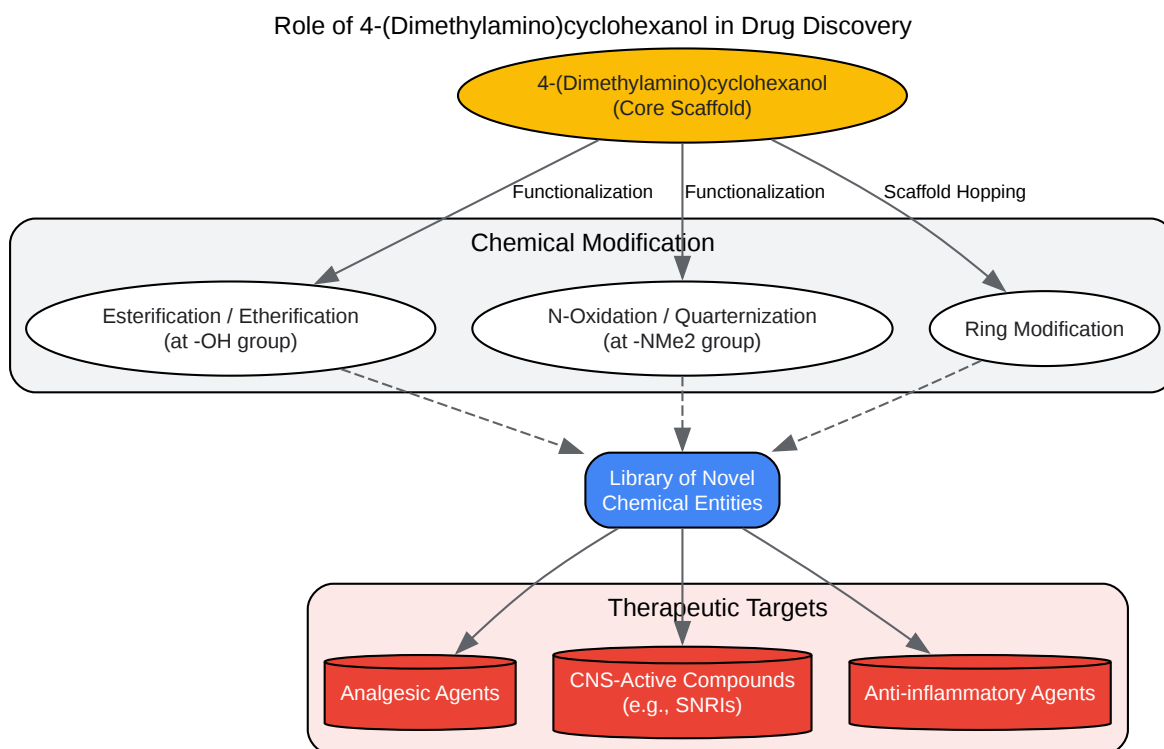 Role of 4-(Dimethylamino)cyclohexanol in Drug Discovery
4-(Dimethylamino)cyclohexanol
(Core Scaffold)
Functionalization
Functionalization
Scaffold Hopping
Chemical Modification
Esterification / Etherification
(at -OH group)
N-Oxidation / Quarternization
(at -NMe2 group)
Ring Modification
Library of Novel
Chemical Entities
Therapeutic Targets
Analgesic Agents
CNS-Active Compounds
(e.g., SNRIs)
Anti-inflammatory Agents